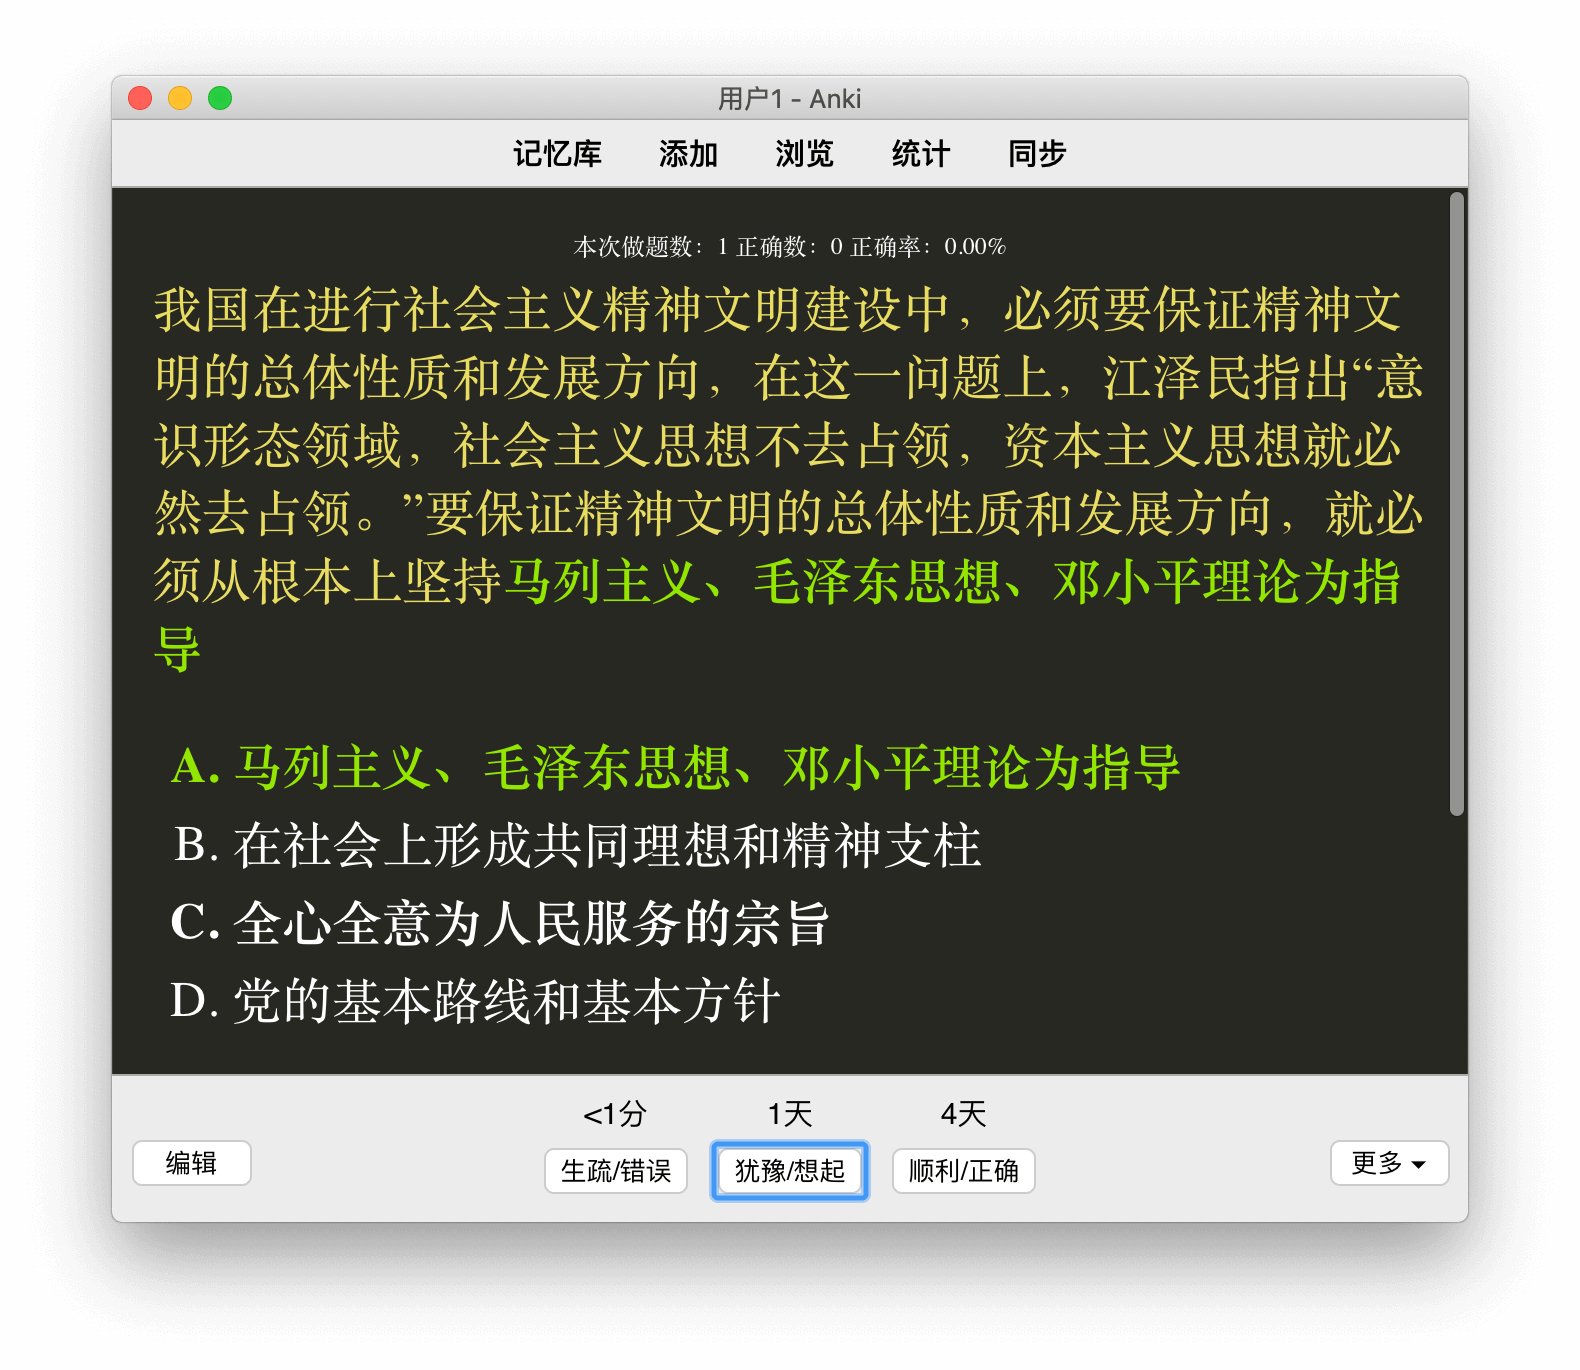 用户1 - Anki
记忆库 添加 浏览 统计 同步
本次做题数：1 正确数：0 正确率：0.00%
我国在进行社会主义精神文明建设中，必须要保证精神文
明的总体性质和发展方向，在这一问题上，江泽民指出“意
识形态领域，社会主义思想不去占领，资本主义思想就必
然去占领。”要保证精神文明的总体性质和发展方向，就必
须从根本上坚持马列主义、毛泽东思想、邓小平理论为指
导
A. 马列主义、毛泽东思想、邓小平理论为指导
B. 在社会上形成共同理想和精神支柱
C. 全心全意为人民服务的宗旨
D. 党的基本路线和基本方针
<1分 1天 4天
编辑 生疏/错误 犹豫/想起 顺利/正确 更多